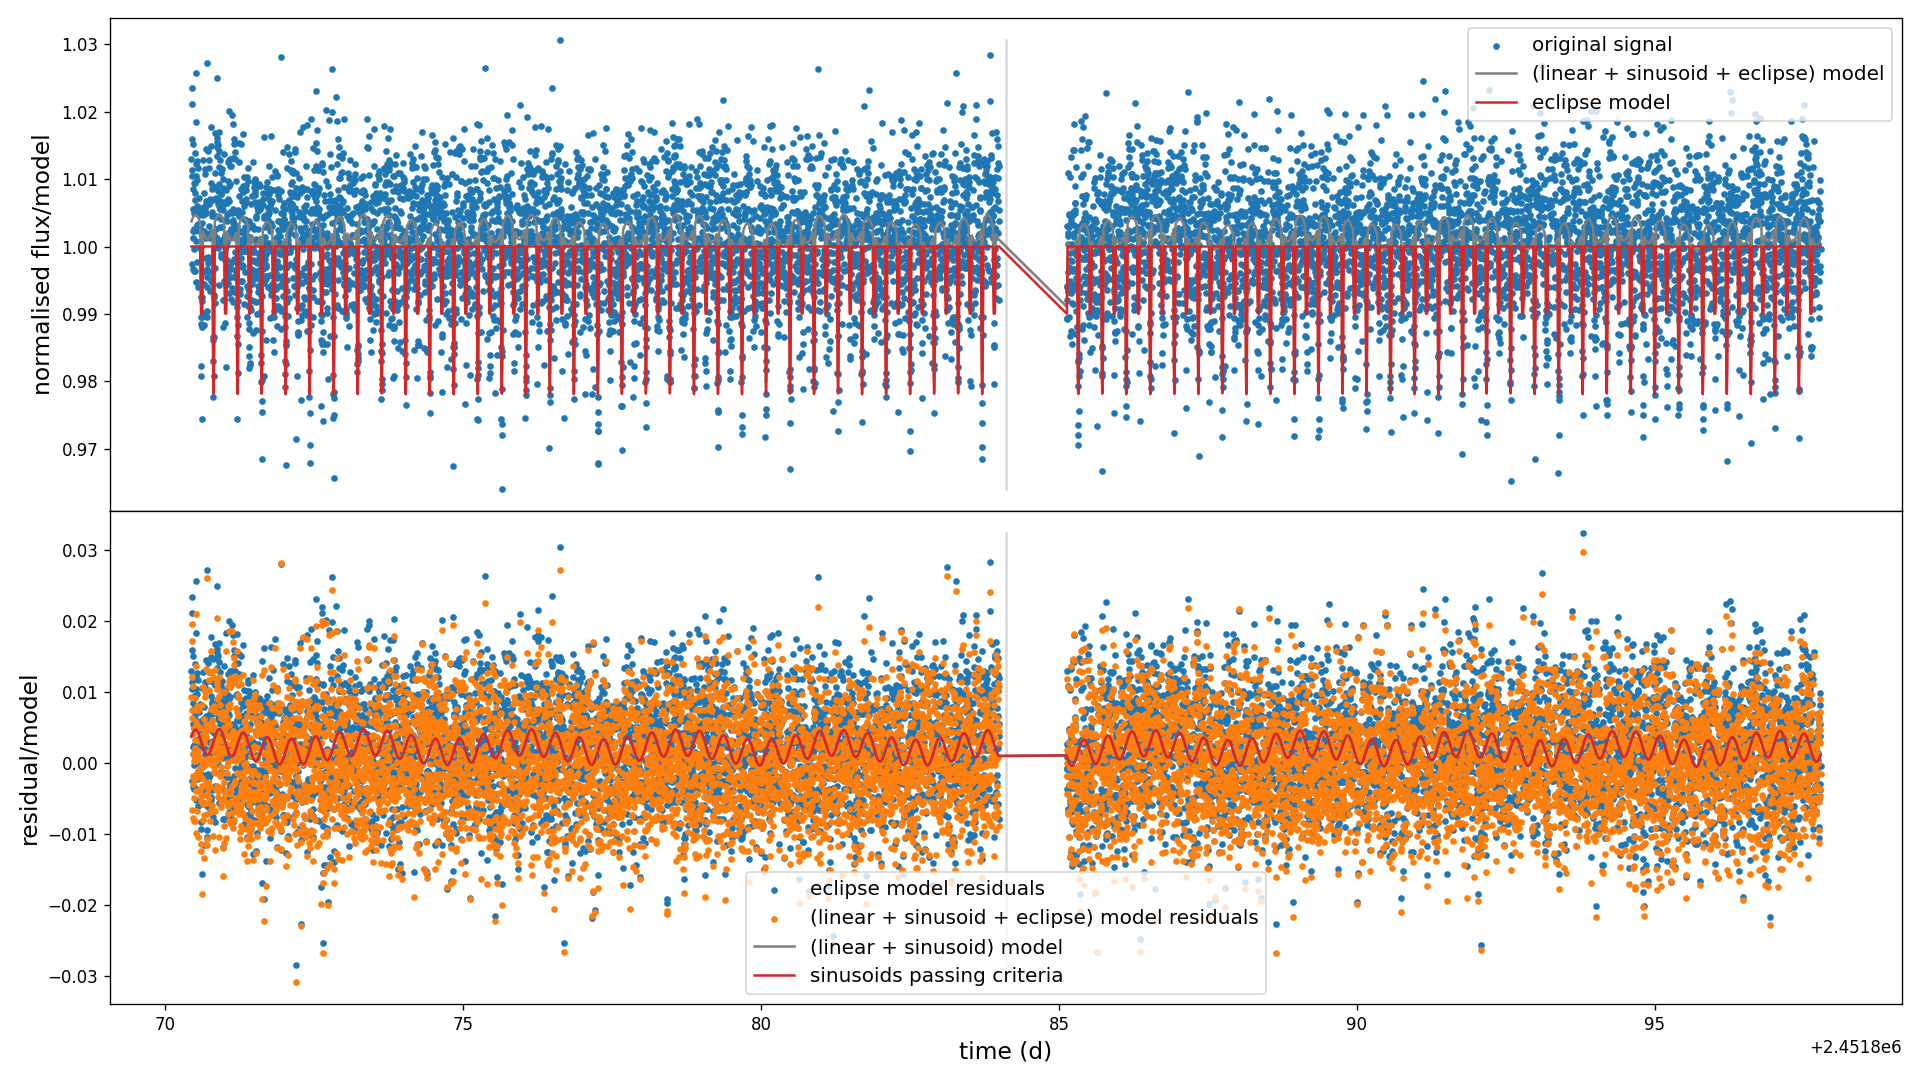 normalised flux/model
1.03
1.02
1.01
1.00
0.99
0.98
0.97
original signal
(linear + sinusoid + eclipse) model
eclipse model
residual/model
0.03
0.02
0.01
0.00
−0.01
−0.02
−0.03
eclipse model residuals
(linear + sinusoid + eclipse) model residuals
(linear + sinusoid) model
sinusoids passing criteria
70 75 80 85 90 95
time (d)
+2.4518e6